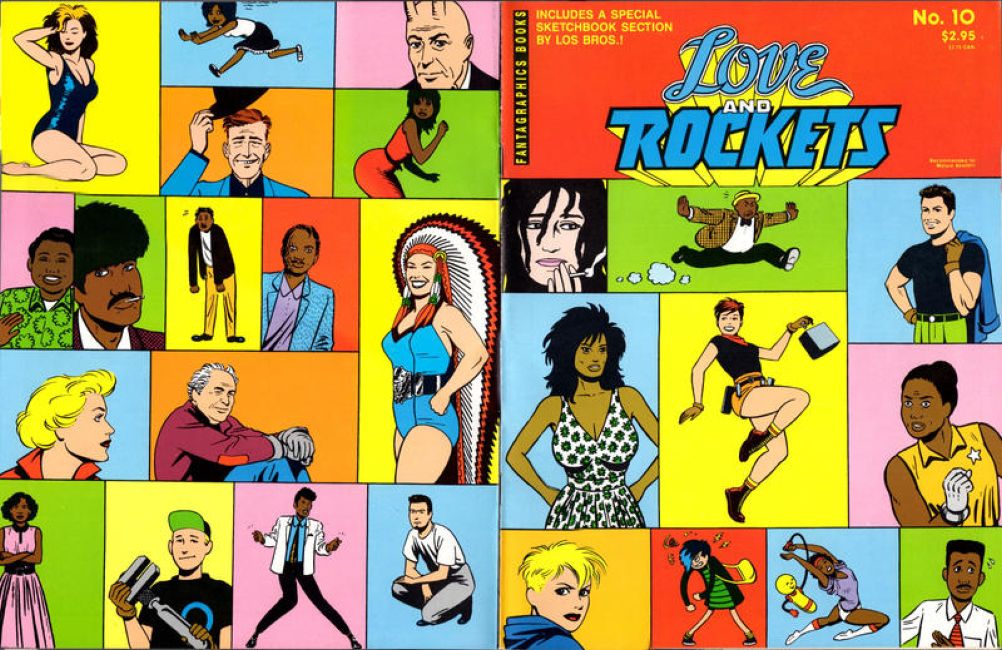 FANTAGRAPHICS BOOKS
INCLUDES A SPECIAL
SKETCHBOOK SECTION
BY LOS BROS.!
No. 10
$2.95
LOVE
AND
ROCKETS